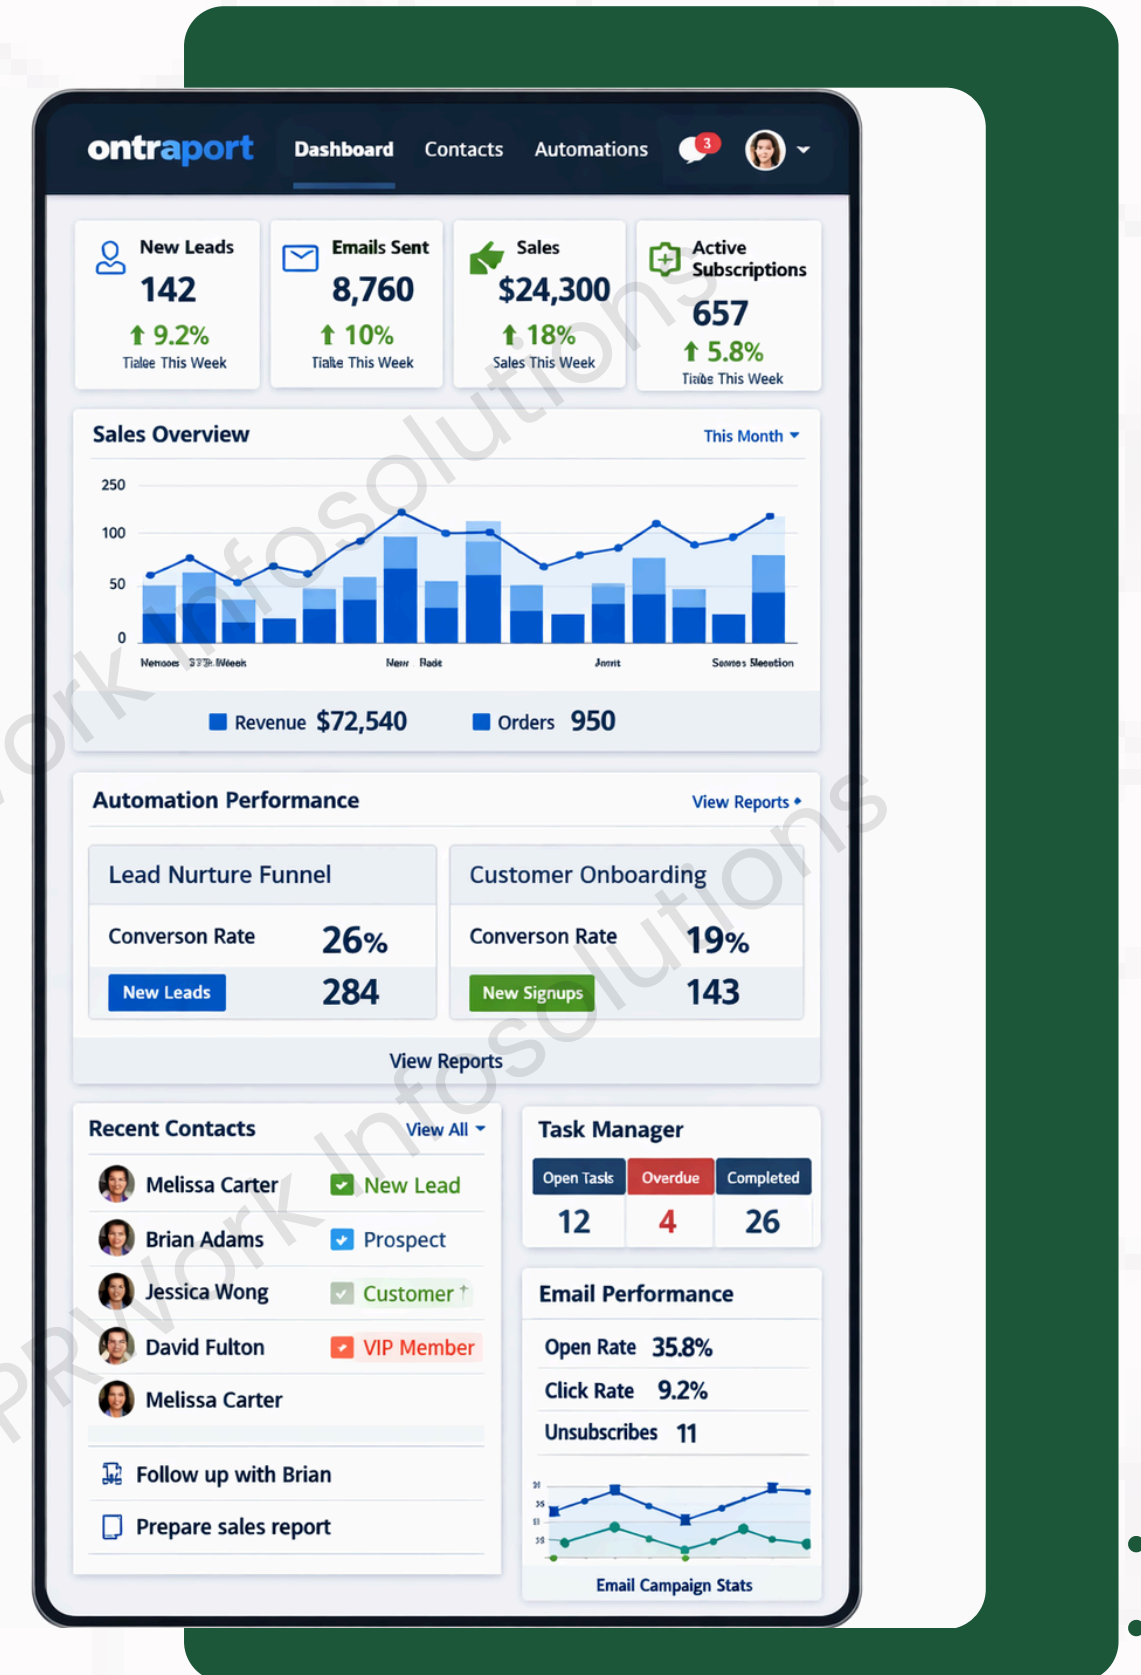 ontraport Dashboard Contacts Automations 3
New Leads
142
9.2%
This Week
Emails Sent
8,760
10%
This Week
Sales
$24,300
18%
Sales This Week
Active
Subscriptions
657
5.8%
This Week
Sales Overview This Month
250
100
50
0
Revenue $72,540 Orders 950
Automation Performance View Reports
Lead Nurture Funnel
Converson Rate 26%
New Leads 284
Customer Onboarding
Converson Rate 19%
New Signups 143
View Reports
Recent Contacts View All
Melissa Carter New Lead
Brian Adams Prospect
Jessica Wong Customer
David Fulton VIP Member
Melissa Carter
Follow up with Brian
Prepare sales report
Task Manager
Open Tasks Overdue Completed
12 4 26
Email Performance
Open Rate 35.8%
Click Rate 9.2%
Unsubscribes 11
Email Campaign Stats
PRWork Infosolutions
Work Infosolutions